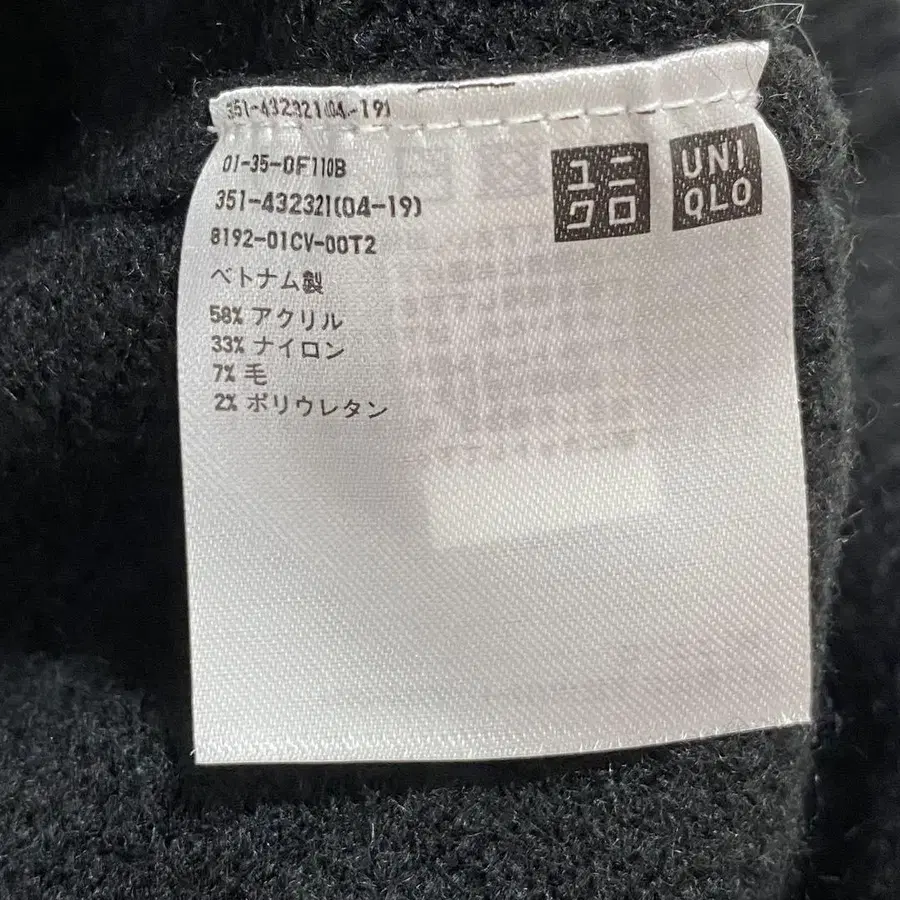 351-432321(04-19)
ユニクロ
UNIQLO
01-35-0F110B
351-432321(04-19)
8192-01CV-00T2
ベトナム製
58% アクリル
33% ナイロン
7% 毛
2% ポリウレタン